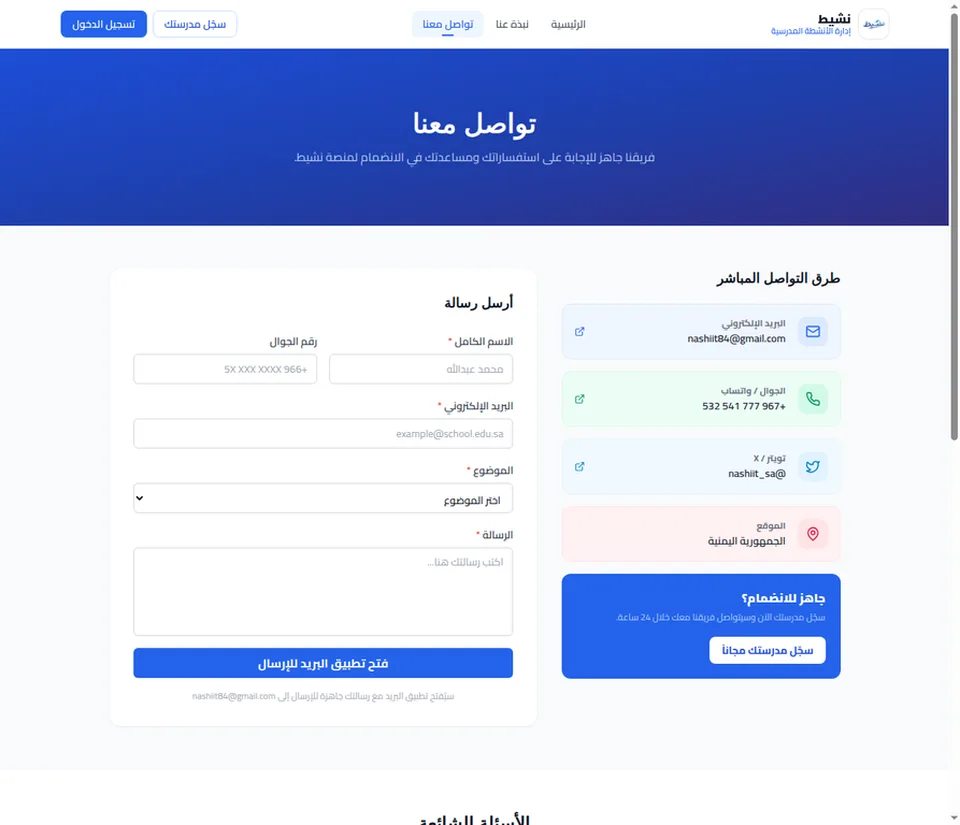 نشيط
إدارة الأنشطة المدرسية
الرئيسية
نبذة عنا
تواصل معنا
سجّل مدرستك
تسجيل الدخول
تواصل معنا
فريقنا جاهز للإجابة على استفساراتك ومساعدتك في الانضمام لمنصة نشيط.
طرق التواصل المباشر
البريد الإلكتروني
nashiit84@gmail.com
الجوال / واتساب
+967 777 541 532
تويتر / X
@nashiit_sa
الموقع
الجمهورية اليمنية
جاهز للانضمام؟
سجّل مدرستك الآن وسيتواصل فريقنا معك خلال 24 ساعة.
سجّل مدرستك مجاناً
أرسل رسالة
الاسم الكامل *
رقم الجوال
محمد عبدالله
+966 5X XXX XXXX
البريد الإلكتروني *
example@school.edu.sa
الموضوع *
اختر الموضوع
الرسالة *
اكتب رسالتك هنا...
فتح تطبيق البريد للإرسال
سيُفتح تطبيق البريد مع رسالتك جاهزة للإرسال إلى nashiit84@gmail.com
الأسئلة الشائعة